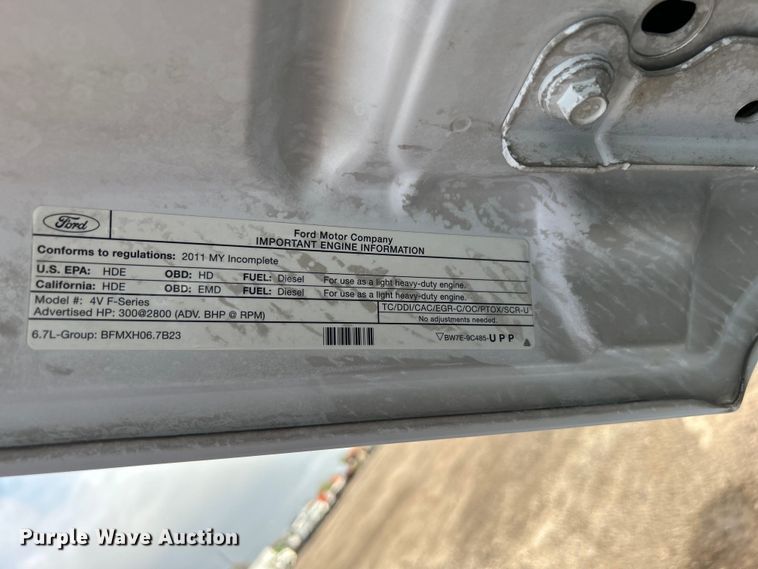 Ford
Ford Motor Company
IMPORTANT ENGINE INFORMATION
Conforms to regulations: 2011 MY Incomplete
U.S. EPA: HDE OBD: HD FUEL: Diesel For use as a light heavy-duty engine.
California: HDE OBD: EMD FUEL: Diesel For use as a light heavy-duty engine.
Model #: 4V F-Series TC/DDI/CAC/EGR-C/OC/PTOX/SCR-U
Advertised HP: 300@2800 (ADV. BHP @ RPM) No adjustments needed.
6.7L-Group: BFMXH06.7B23 BW7E-9C485-UPP
Purple Wave Auction